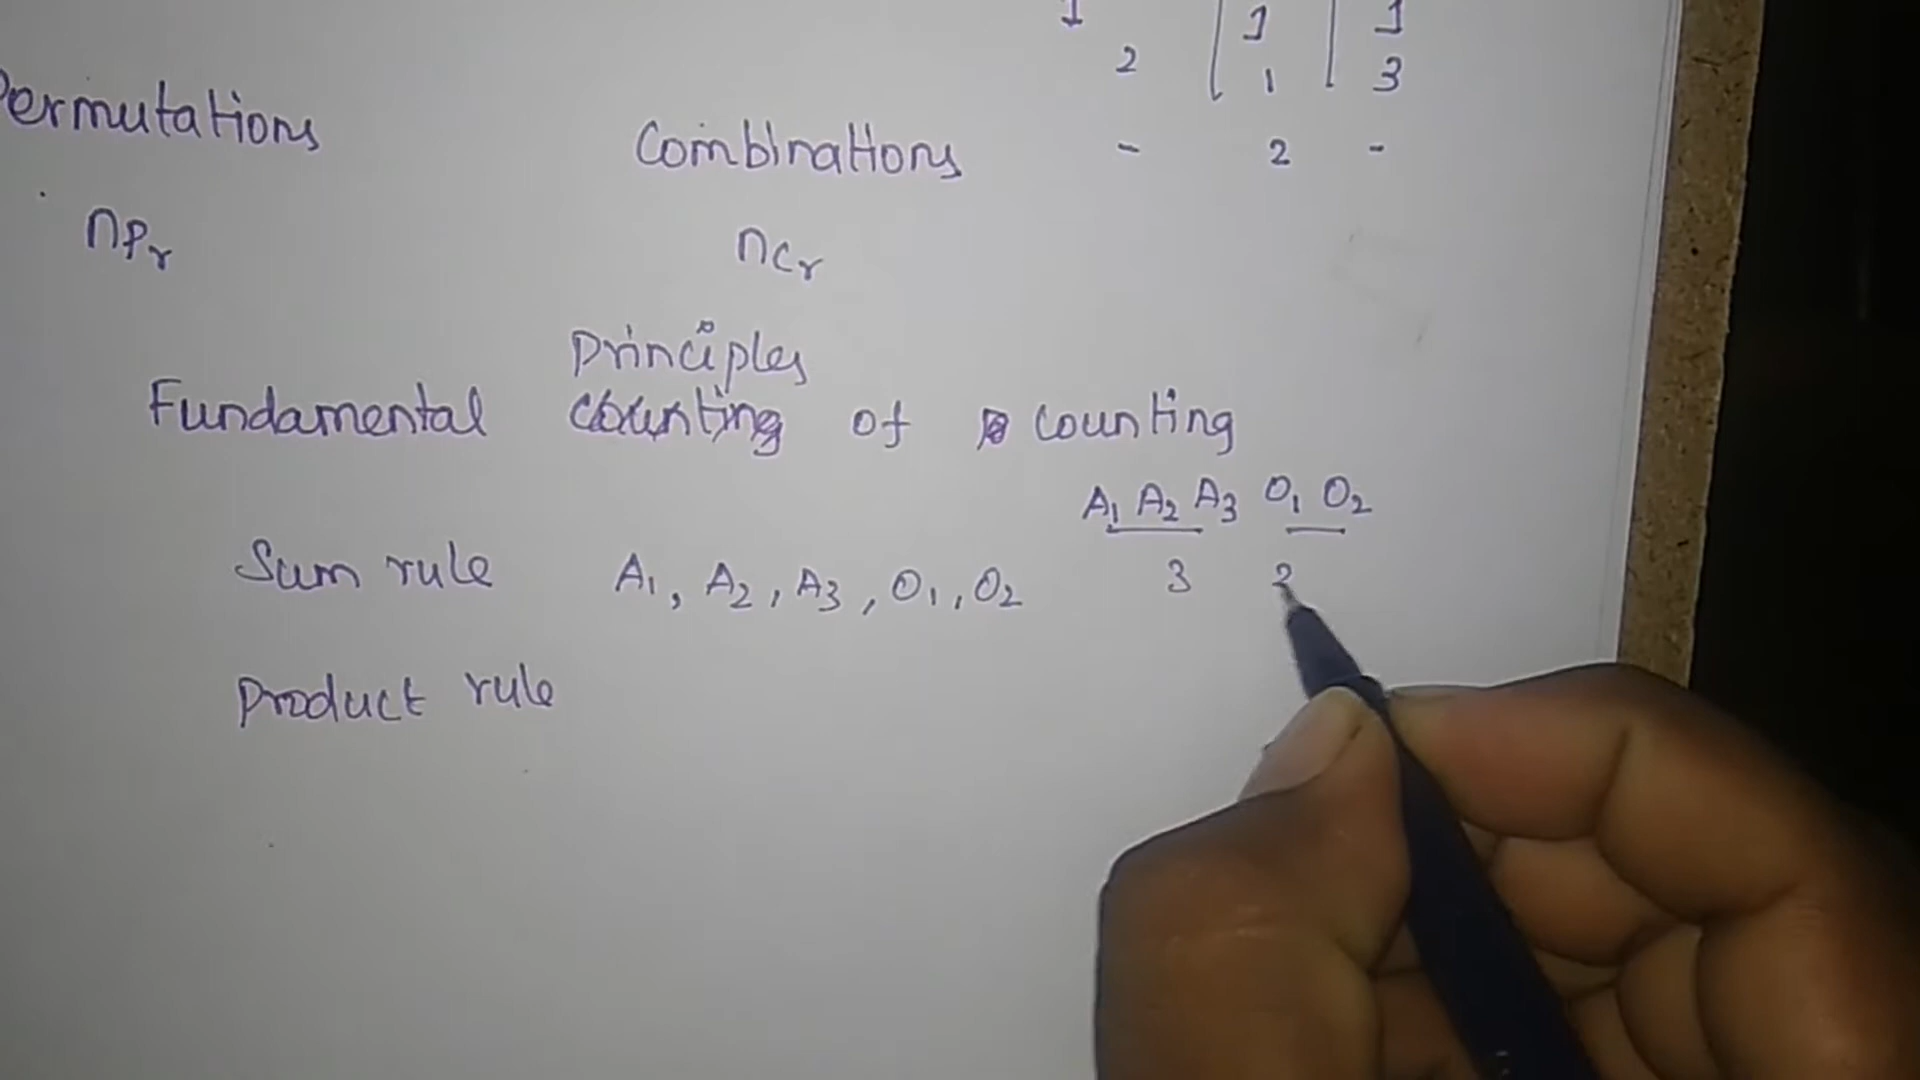 1 | 1 | 1
2 | 1 | 3
Permutations Combinations - 2 -
nPr nCr
Principles
Fundamental counting of counting
A1 A2 A3 O1 O2
Sum rule A1, A2, A3, O1, O2 3 2
Product rule